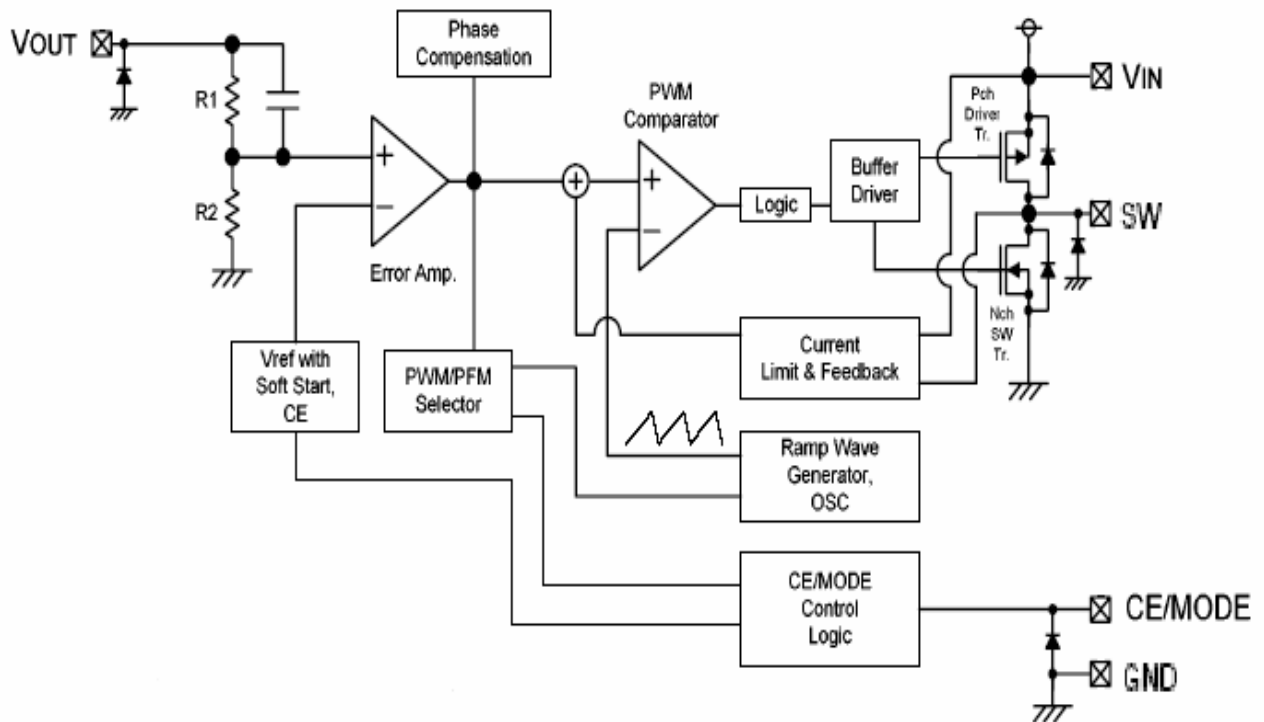 VOUT
R1
R2
Phase
Compensation
+
−
Error Amp.
+
PWM
Comparator
+
−
Logic
Buffer
Driver
Pch
Driver
Tr.
VIN
SW
Nch
SW
Tr.
Vref with
Soft Start,
CE
PWM/PFM
Selector
Current
Limit & Feedback
Ramp Wave
Generator,
OSC
CE/MODE
Control
Logic
CE/MODE
GND